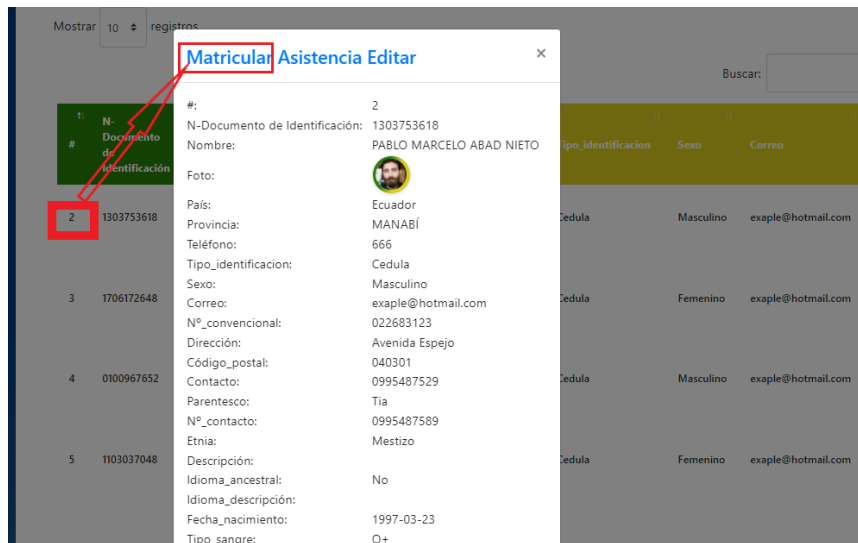 Mostrar 10 registros
Matricular Asistencia Editar ×
Buscar:
#
N-
Documento
de
Identificación
Tipo_identificacion Sexo Correo
#: 2
N-Documento de Identificación: 1303753618
Nombre: PABLO MARCELO ABAD NIETO
Foto:
País: Ecuador
Provincia: MANABÍ
Teléfono: 666
Tipo_identificacion: Cedula
Sexo: Masculino
Correo: exaple@hotmail.com
Nº_convencional: 022683123
Dirección: Avenida Espejo
Código_postal: 040301
Contacto: 0995487529
Parentesco: Tia
Nº_contacto: 0995487589
Etnia: Mestizo
Descripción:
Idioma_ancestral: No
Idioma_descripción:
Fecha_nacimiento: 1997-03-23
Tipo_sangre: O+
2 1303753618 Cedula Masculino exaple@hotmail.com
3 1706172648 Cedula Femenino exaple@hotmail.com
4 0100967652 Cedula Masculino exaple@hotmail.com
5 1103037048 Cedula Femenino exaple@hotmail.com